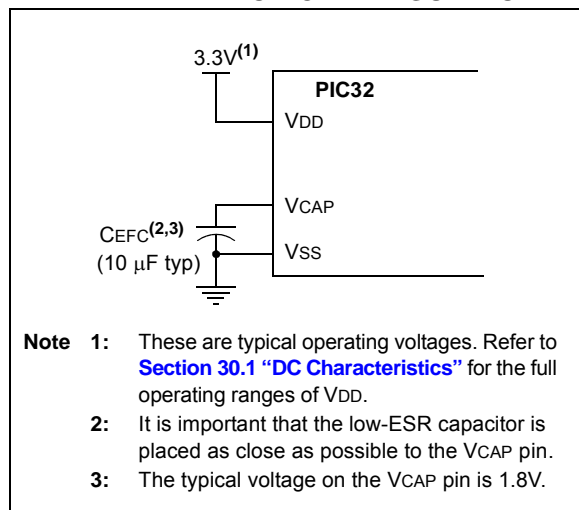 3.3V(1)
PIC32
VDD
VCAP
CEFC(2,3)
(10 μF typ)
VSS
Note 1: These are typical operating voltages. Refer to
Section 30.1 “DC Characteristics” for the full
operating ranges of VDD.
2: It is important that the low-ESR capacitor is
placed as close as possible to the VCAP pin.
3: The typical voltage on the VCAP pin is 1.8V.